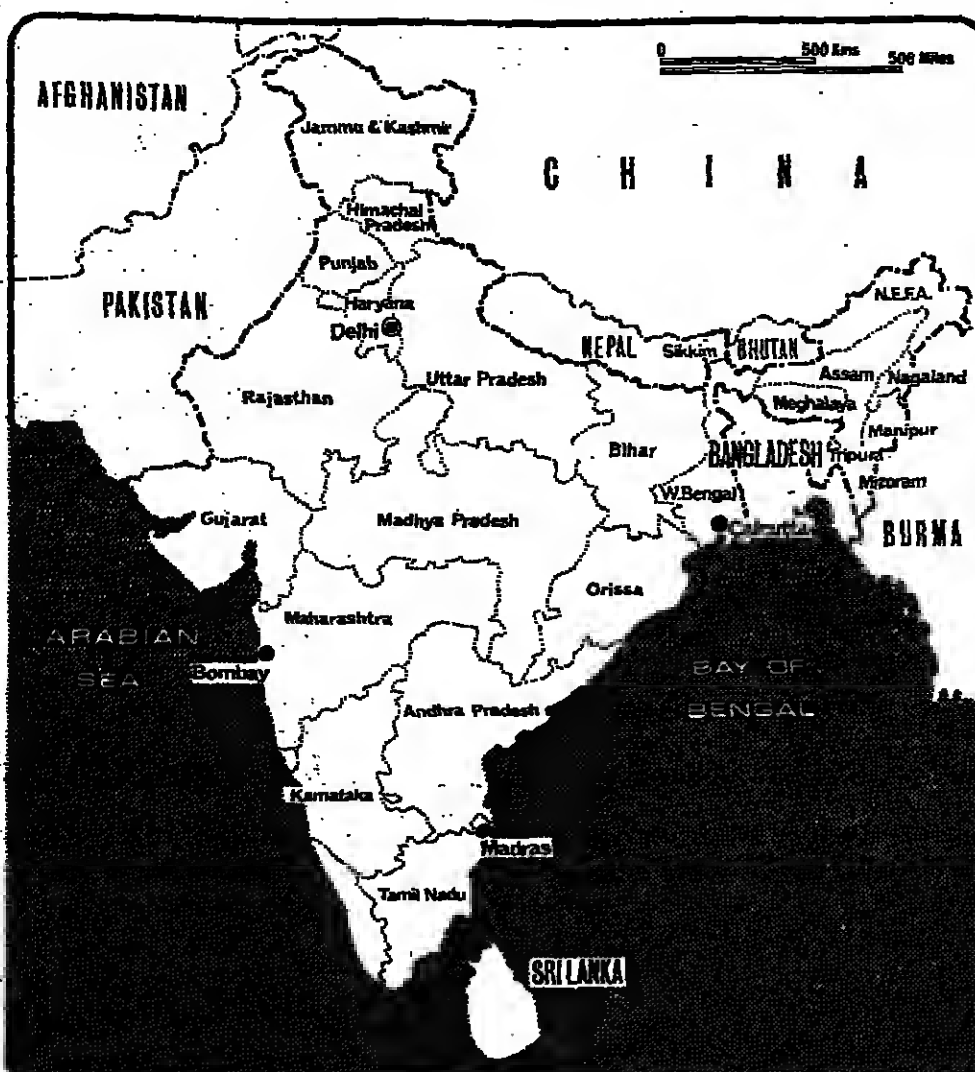 0 500 Kms
500 Miles
AFGHANISTAN
Jammu & Kashmir
CHINA
Himachal
Pradesh
Punjab
PAKISTAN
Haryana
Delhi
N.E.F.A.
NEPAL
Sikkim
BHUTAN
Uttar Pradesh
Assam
Nagaland
Rajasthan
Meghalaya
Manipur
Bihar
BANGLADESH
Tripura
Mizoram
W.Bengal
Gujarat
Madhya Pradesh
Calcutta
BURMA
Orissa
Maharashtra
ARABIAN
SEA
Bombay
BAY OF
BENGAL
Andhra Pradesh
Karnataka
Madras
Tamil Nadu
SRI LANKA